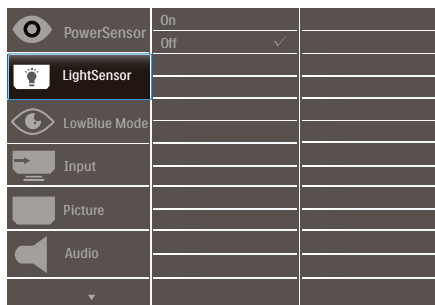 PowerSensor
LightSensor
LowBlue Mode
Input
Picture
Audio
On
Off